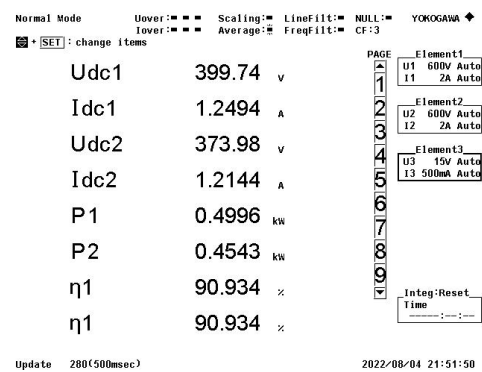 Normal Mode Uover:■ ■ ■ Scaling:■ LineFilt:■ NULL:■ YOKOGAWA ◆
Iover:■ ■ ■ Average:■ FreqFilt:■ CF:3
+ SET : change items
PAGE
Udc1 399.74 V
Idc1 1.2494 A
Udc2 373.98 V
Idc2 1.2144 A
P1 0.4996 kW
P2 0.4543 kW
η1 90.934 %
η1 90.934 %
▲
1
2
3
4
5
6
7
8
9
▼
Element1
U1 600V Auto
I1 2A Auto
Element2
U2 600V Auto
I2 2A Auto
Element3
U3 15V Auto
I3 500mA Auto
Integ:Reset
Time
-----:--:--
Update 280(500msec) 2022/08/04 21:51:50